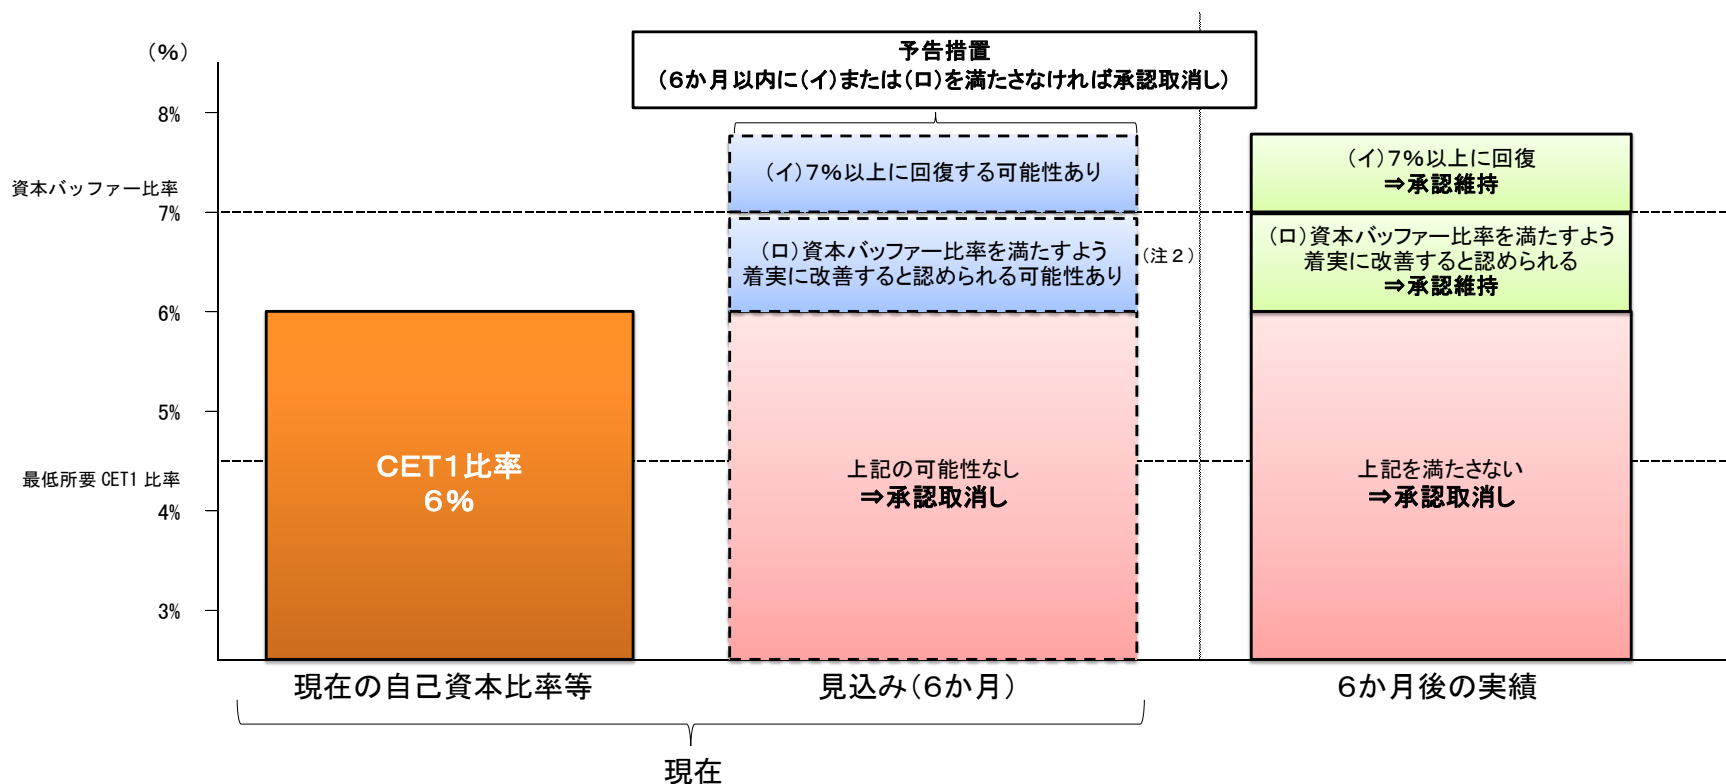 (%)
予告措置
(6か月以内に(イ)または(ロ)を満たさなければ承認取消し)
8%
資本バッファー比率
7%
6%
5%
最低所要 CET1 比率
4%
3%
CET1比率
6%
(イ)7%以上に回復する可能性あり
(ロ)資本バッファー比率を満たすよう
着実に改善すると認められる可能性あり
(注2)
上記の可能性なし
⇒承認取消し
(イ)7%以上に回復
⇒承認維持
(ロ)資本バッファー比率を満たすよう
着実に改善すると認められる
⇒承認維持
上記を満たさない
⇒承認取消し
現在の自己資本比率等
見込み(6か月)
6か月後の実績
現在